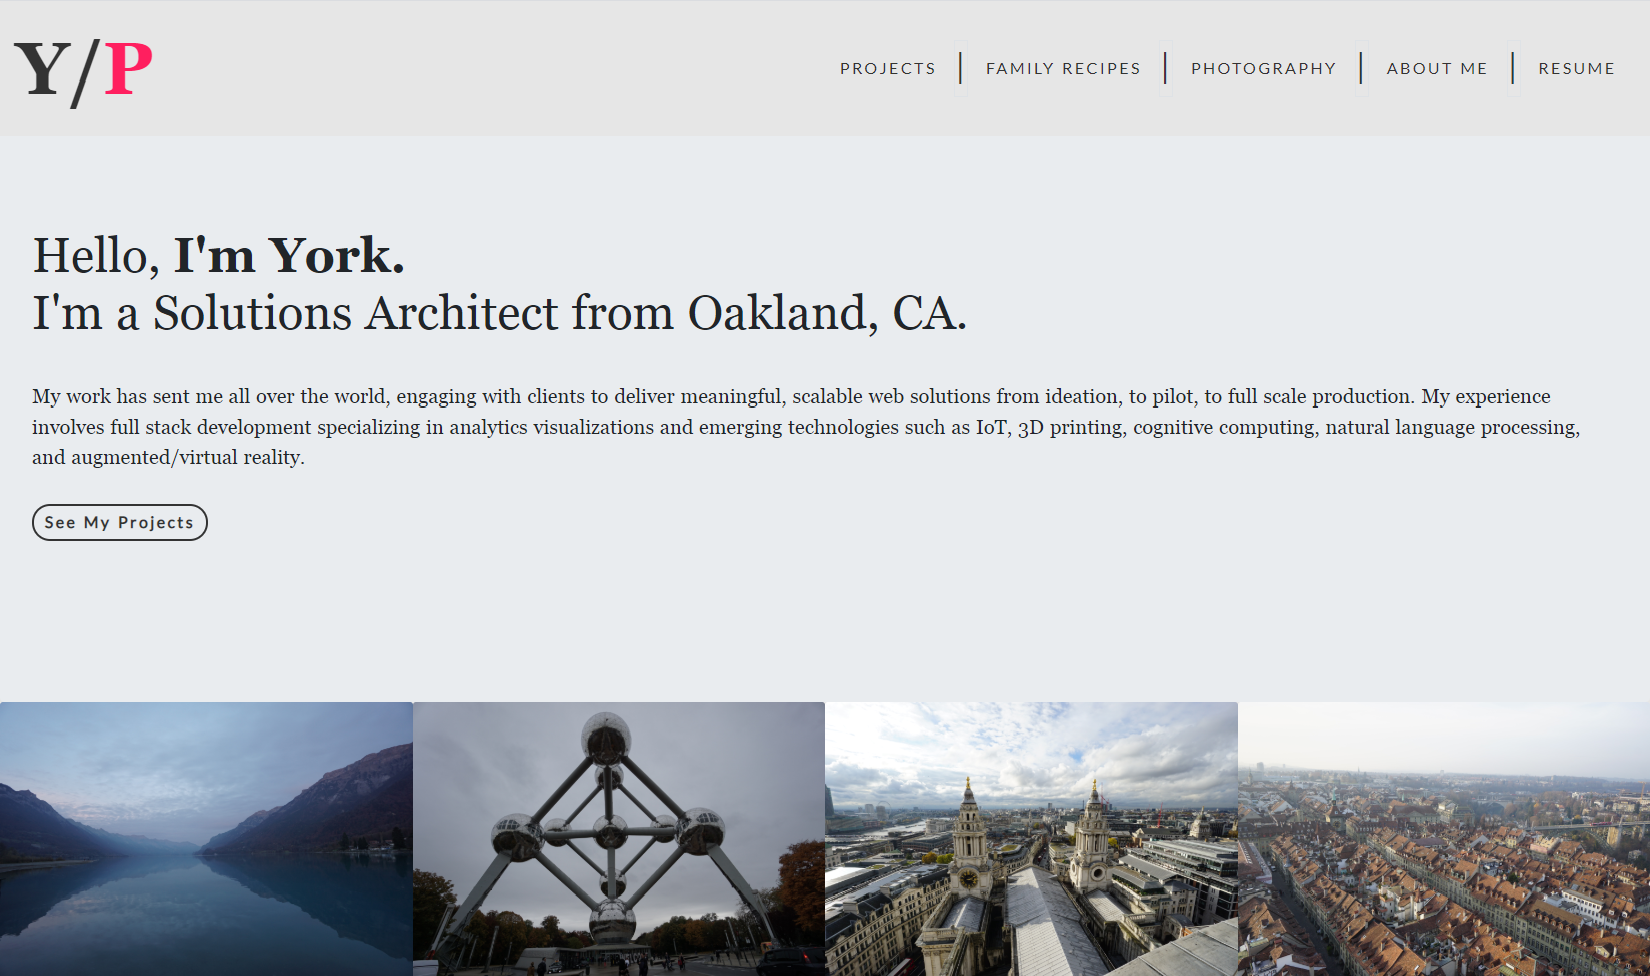 Y/P
PROJECTS | FAMILY RECIPES | PHOTOGRAPHY | ABOUT ME | RESUME
Hello, I'm York.
I'm a Solutions Architect from Oakland, CA.
My work has sent me all over the world, engaging with clients to deliver meaningful, scalable web solutions from ideation, to pilot, to full scale production. My experience
involves full stack development specializing in analytics visualizations and emerging technologies such as IoT, 3D printing, cognitive computing, natural language processing,
and augmented/virtual reality.
See My Projects